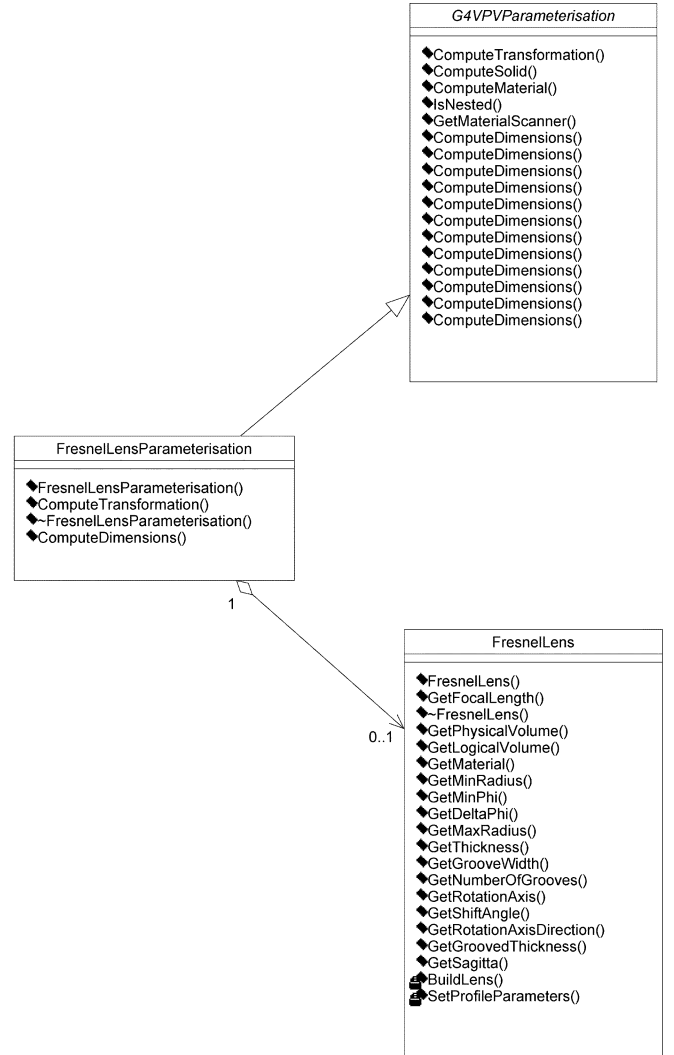 G4VPVParameterisation
ComputeTransformation()
ComputeSolid()
ComputeMaterial()
IsNested()
GetMaterialScanner()
ComputeDimensions()
ComputeDimensions()
ComputeDimensions()
ComputeDimensions()
ComputeDimensions()
ComputeDimensions()
ComputeDimensions()
ComputeDimensions()
ComputeDimensions()
ComputeDimensions()
ComputeDimensions()
ComputeDimensions()
FresnelLensParameterisation
FresnelLensParameterisation()
ComputeTransformation()
~FresnelLensParameterisation()
ComputeDimensions()
1
0..1
FresnelLens
FresnelLens()
GetFocalLength()
~FresnelLens()
GetPhysicalVolume()
GetLogicalVolume()
GetMaterial()
GetMinRadius()
GetMinPhi()
GetDeltaPhi()
GetMaxRadius()
GetThickness()
GetGrooveWidth()
GetNumberOfGrooves()
GetRotationAxis()
GetShiftAngle()
GetRotationAxisDirection()
GetGroovedThickness()
GetSagitta()
BuildLens()
SetProfileParameters()